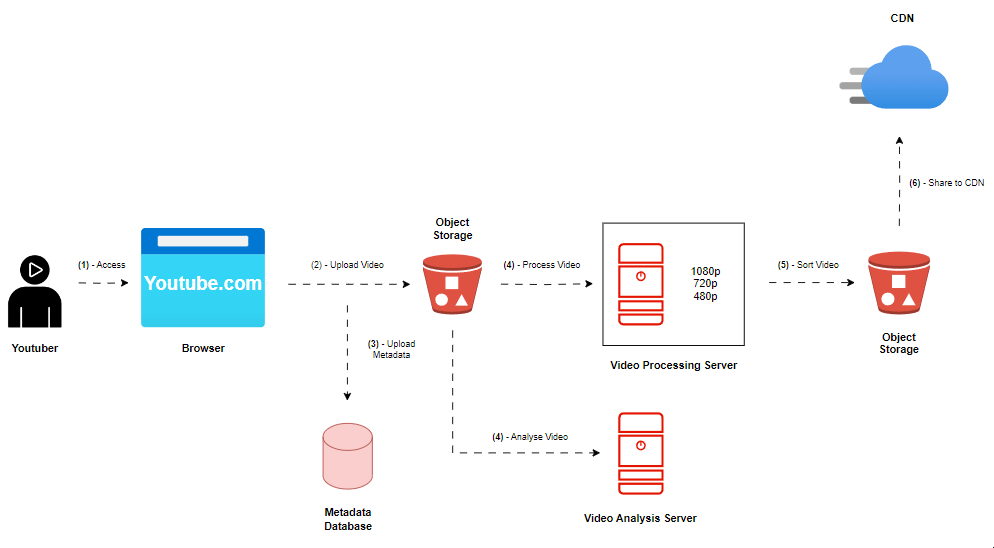 CDN
(6) - Share to CDN
Object
Storage
(1) - Access
Youtube.com
(2) - Upload Video
(4) - Process Video
1080p
720p
480p
(5) - Sort Video
Youtuber
Browser
(3) - Upload
Metadata
Video Processing Server
Object
Storage
(4) - Analyse Video
Metadata
Database
Video Analysis Server